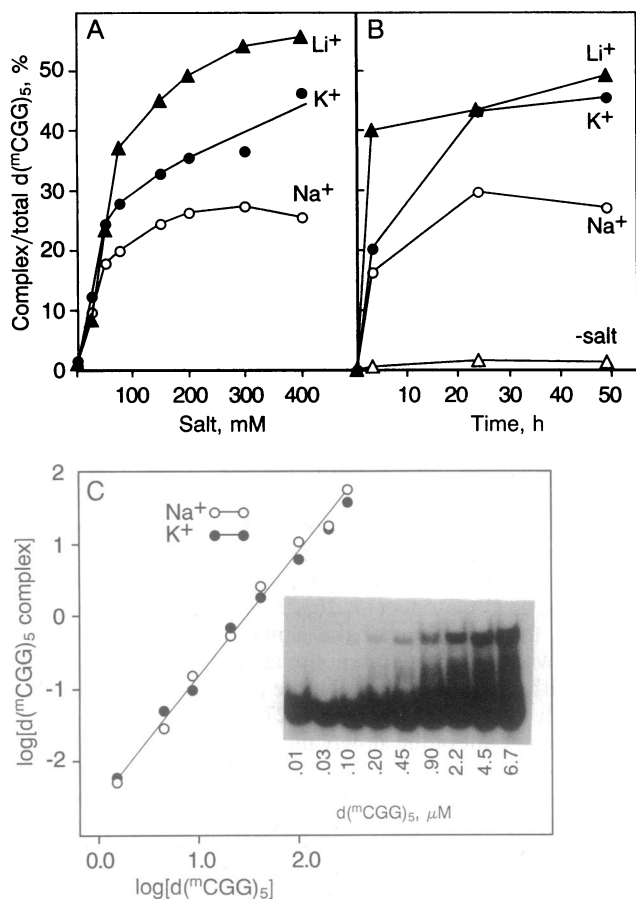 A
Complex/total d(ᵐCGG)₅, %
50
40
30
20
10
0
Li⁺
K⁺
Na⁺
100 200 300 400
Salt, mM
B
Li⁺
K⁺
Na⁺
-salt
10 20 30 40 50
Time, h
C
log[d(ᵐCGG)₅ complex]
2
1
0
-1
-2
Na⁺
K⁺
.01 .03 .10 .20 .45 .90 2.2 4.5 6.7
d(ᵐCGG)₅, μM
0.0 1.0 2.0
log[d(ᵐCGG)₅]